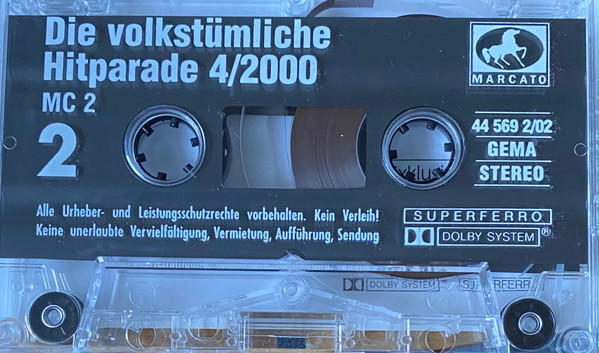 Die volkstümliche
Hitparade 4/2000
MC 2
2
MARCATO
44 569 2/02
GEMA
STEREO
Alle Urheber- und Leistungsschutzrechte vorbehalten. Kein Verleih!
Keine unerlaubte Vervielfältigung, Vermietung, Aufführung, Sendung
SUPERFERRO
DOLBY SYSTEM®
DOLBY SYSTEM